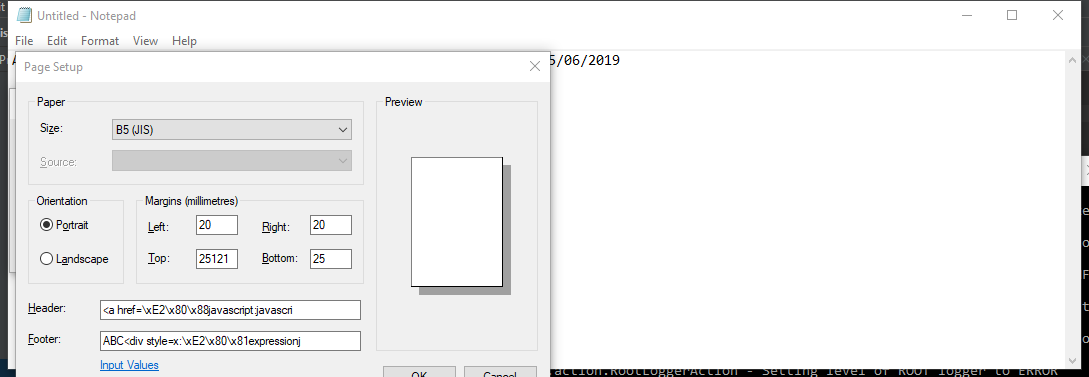 Untitled - Notepad
File Edit Format View Help
5/06/2019
Page Setup
Paper
Size: B5 (JIS)
Source:
Preview
Orientation
Portrait
Landscape
Margins (millimetres)
Left: 20 Right: 20
Top: 25121 Bottom: 25
Header: <a href=\xE2\x80\x88javascript:javascri
Footer: ABC<div style=x:\xE2\x80\x81expressionj
Input Values
OK Cancel
action.RootLoggerAction - Setting level of ROOT logger to ERROR